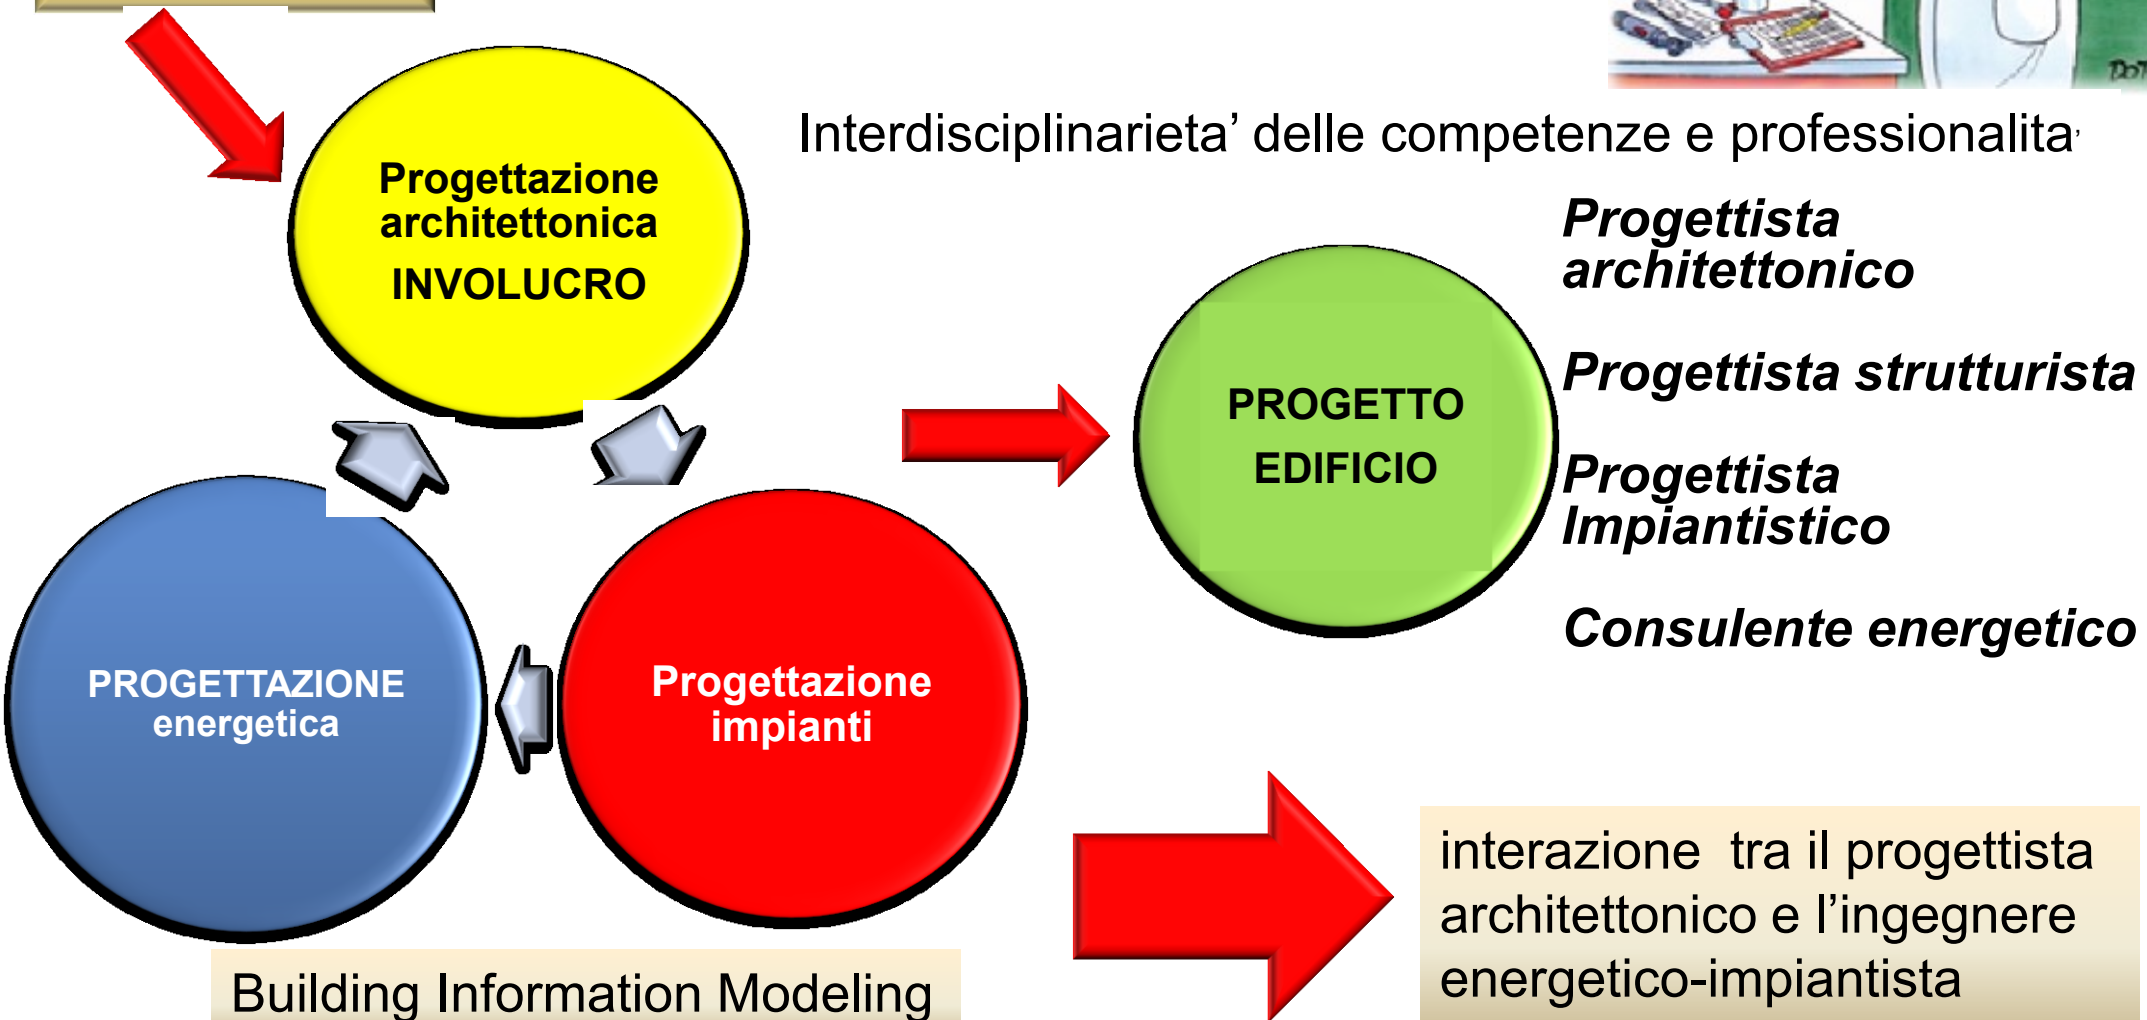 Interdisciplinarieta’ delle competenze e professionalita’
Progettazione
architettonica
INVOLUCRO
PROGETTAZIONE
energetica
Progettazione
impianti
PROGETTO
EDIFICIO
Progettista
architettonico
Progettista strutturista
Progettista
Impiantistico
Consulente energetico
Building Information Modeling
interazione tra il progettista
architettonico e l’ingegnere
energetico-impiantista